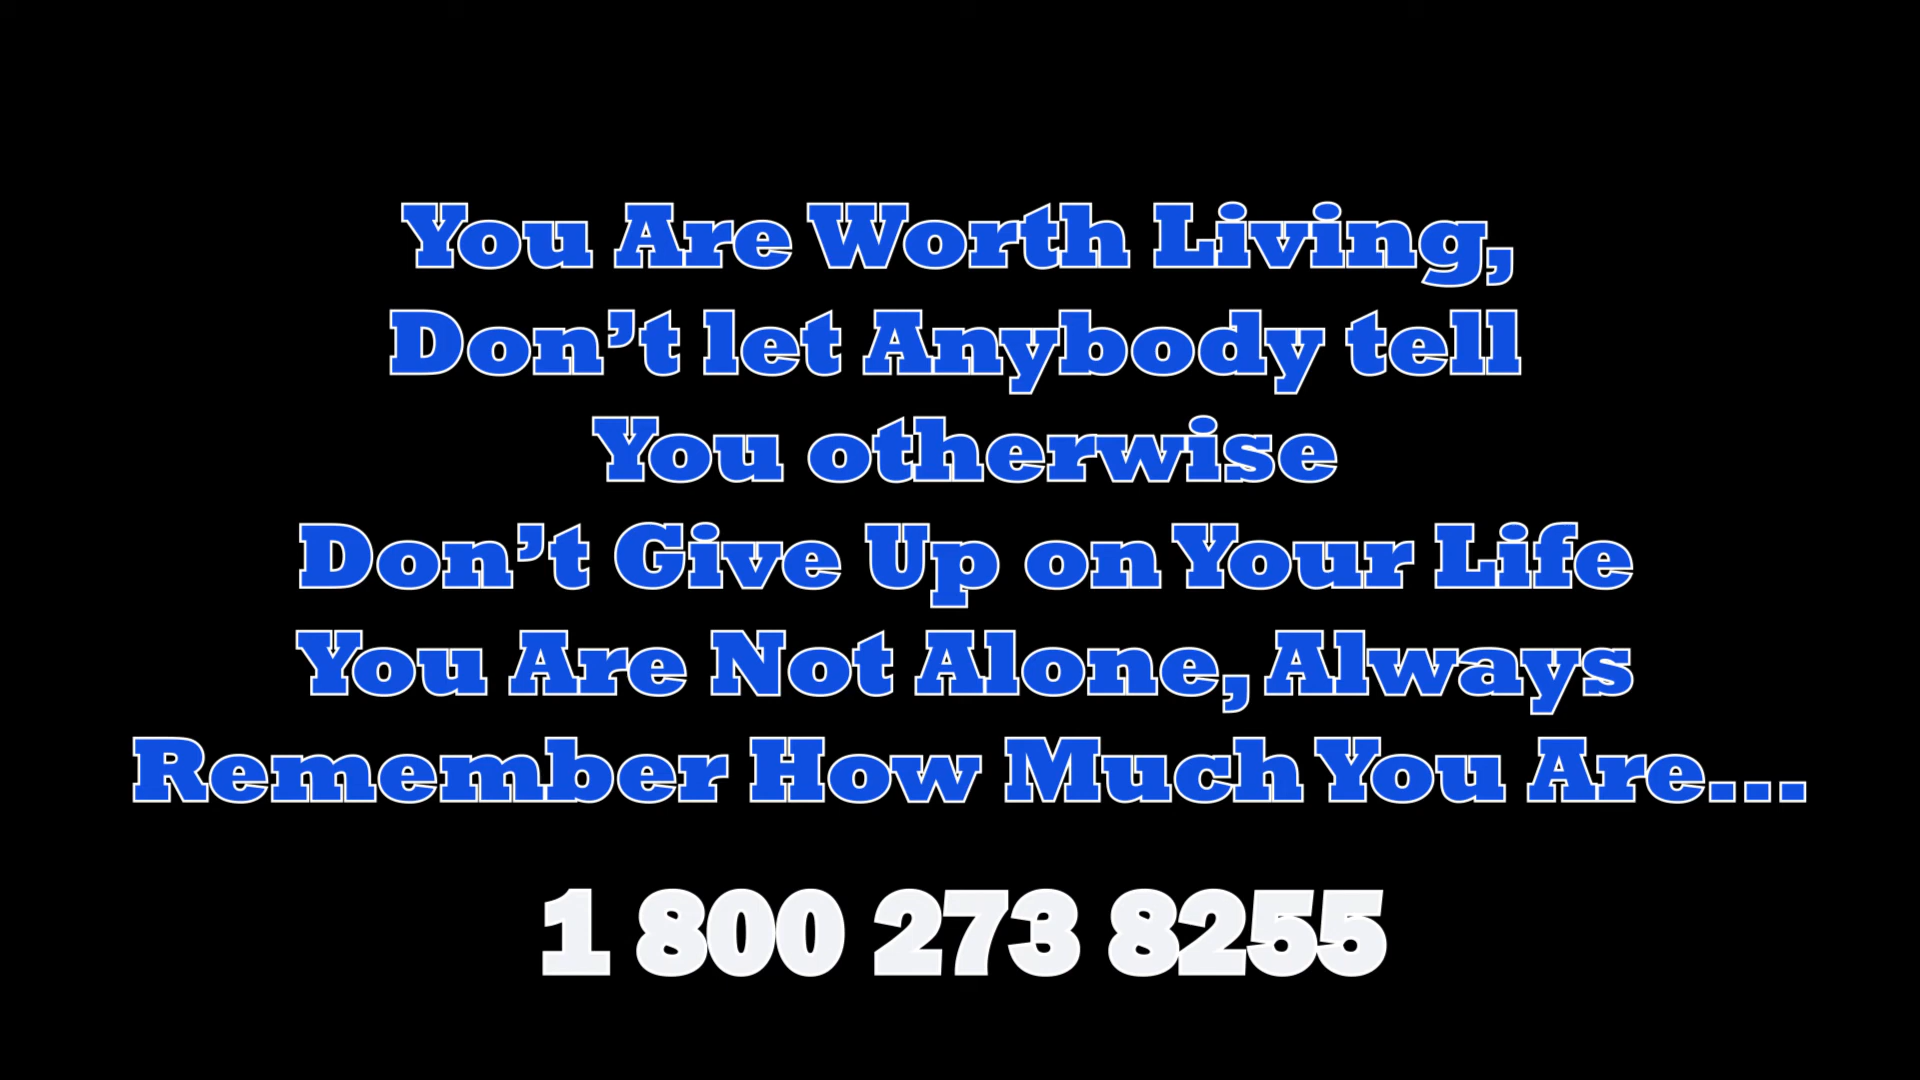 You Are Worth Living,
Don’t let Anybody tell
You otherwise
Don’t Give Up on Your Life
You Are Not Alone, Always
Remember How Much You Are...
1 800 273 8255